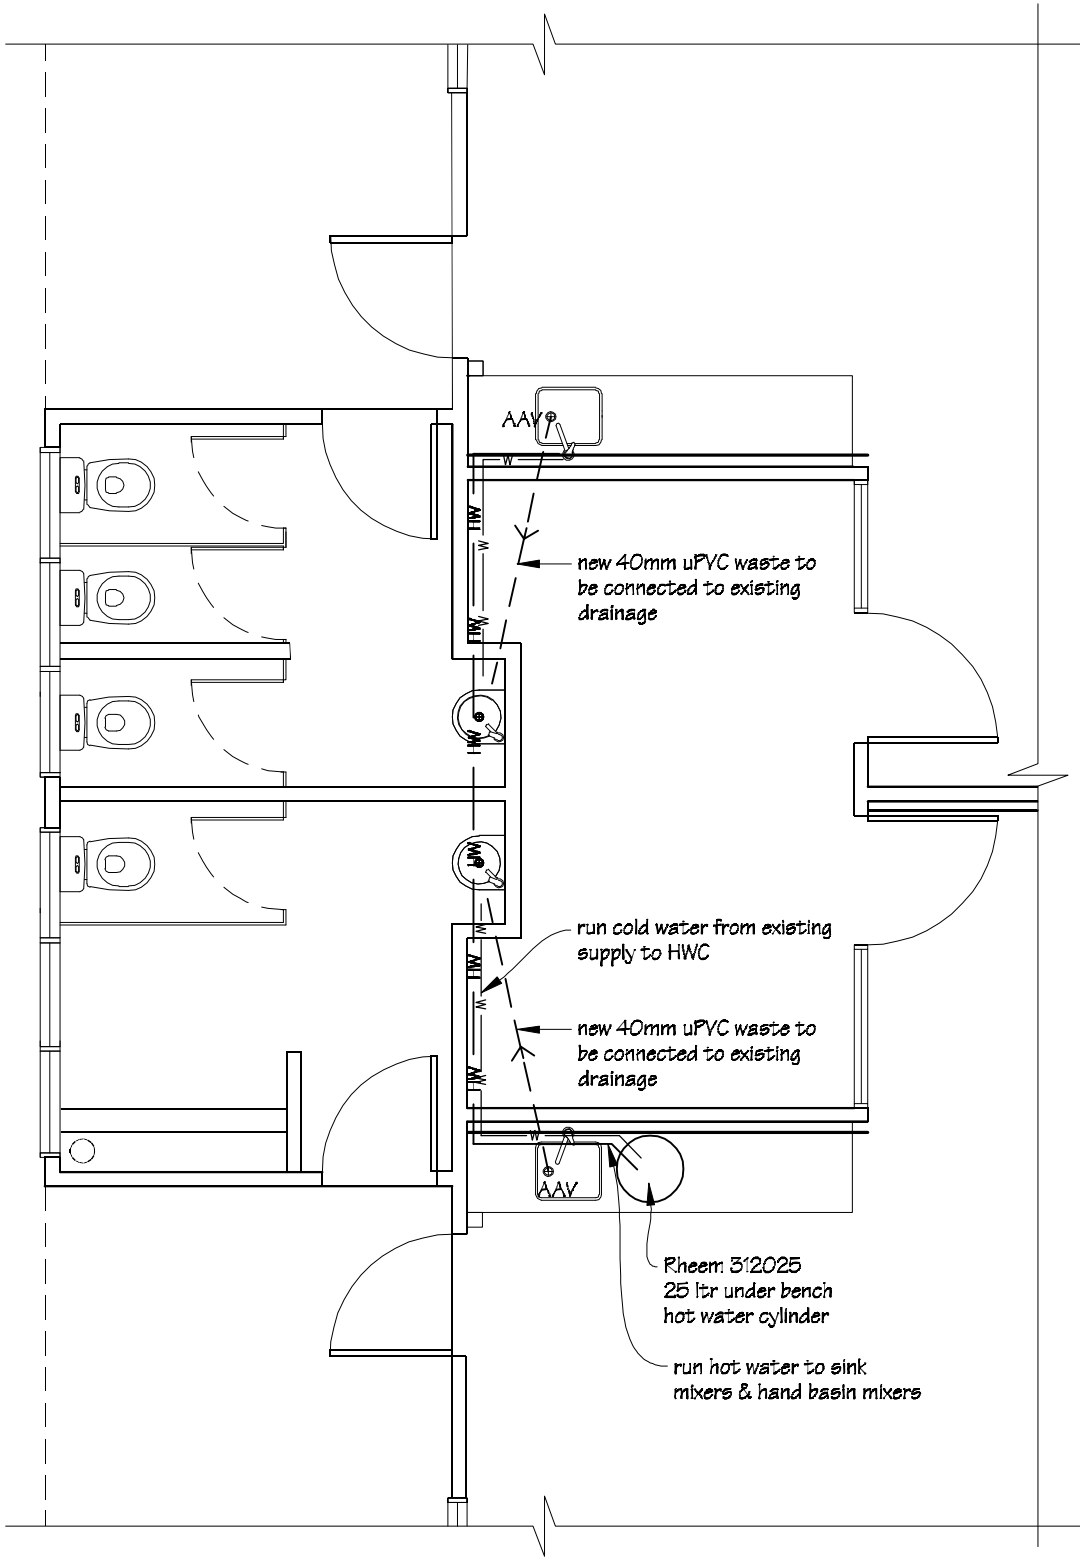 AAV
W
HW
W
new 40mm uPVC waste to
be connected to existing
drainage
HW
W
HW
HW
W
run cold water from existing
supply to HWC
HW
W
new 40mm uPVC waste to
be connected to existing
drainage
HW
W
W
AAV
Rheem 312025
25 ltr under bench
hot water cylinder
run hot water to sink
mixers & hand basin mixers